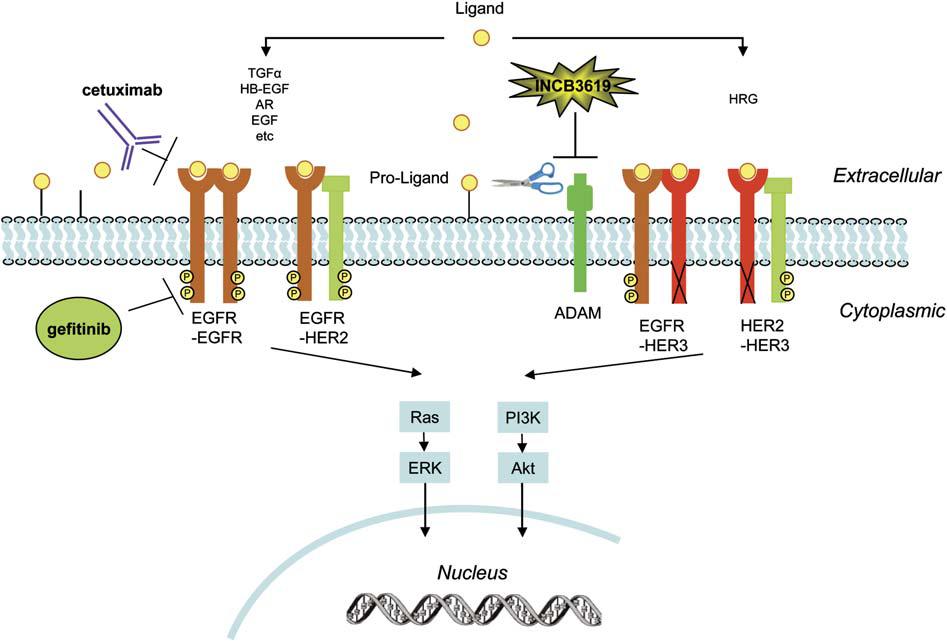 Ligand
TGFα
HB-EGF
AR
EGF
etc
cetuximab
INCB3619
HRG
Pro-Ligand
Extracellular
P P P P
P P P P
P P
P P
ADAM
Cytoplasmic
gefitinib
EGFR
-EGFR
EGFR
-HER2
EGFR
-HER3
HER2
-HER3
Ras
PI3K
ERK
Akt
Nucleus